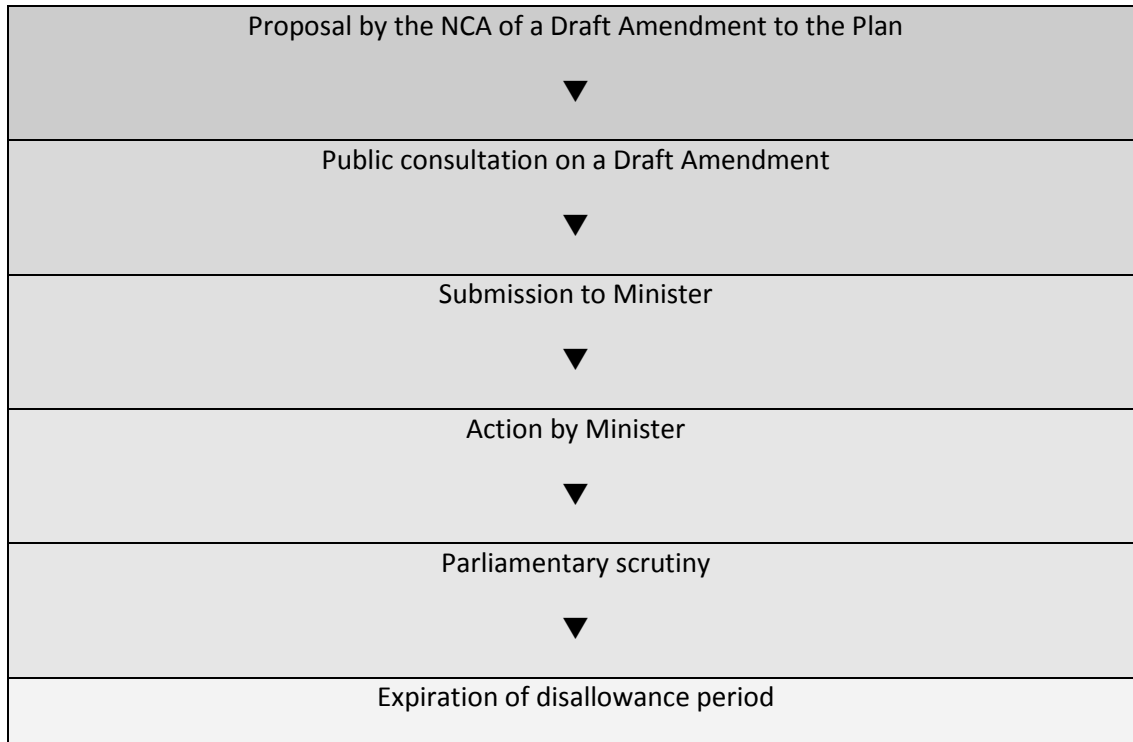 Proposal by the NCA of a Draft Amendment to the Plan
Public consultation on a Draft Amendment
Submission to Minister
Action by Minister
Parliamentary scrutiny
Expiration of disallowance period